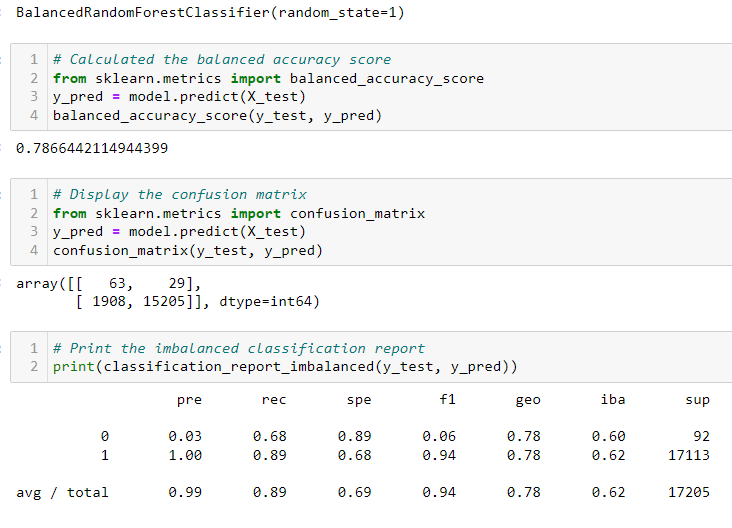 BalancedRandomForestClassifier(random_state=1)
1 # Calculated the balanced accuracy score
2 from sklearn.metrics import balanced_accuracy_score
3 y_pred = model.predict(X_test)
4 balanced_accuracy_score(y_test, y_pred)
0.7866442114944399
1 # Display the confusion matrix
2 from sklearn.metrics import confusion_matrix
3 y_pred = model.predict(X_test)
4 confusion_matrix(y_test, y_pred)
array([[   63,    29],
       [ 1908, 15205]], dtype=int64)
1 # Print the imbalanced classification report
2 print(classification_report_imbalanced(y_test, y_pred))
pre rec spe f1 geo iba sup
0 0.03 0.68 0.89 0.06 0.78 0.60 92
1 1.00 0.89 0.68 0.94 0.78 0.62 17113
avg / total 0.99 0.89 0.69 0.94 0.78 0.62 17205